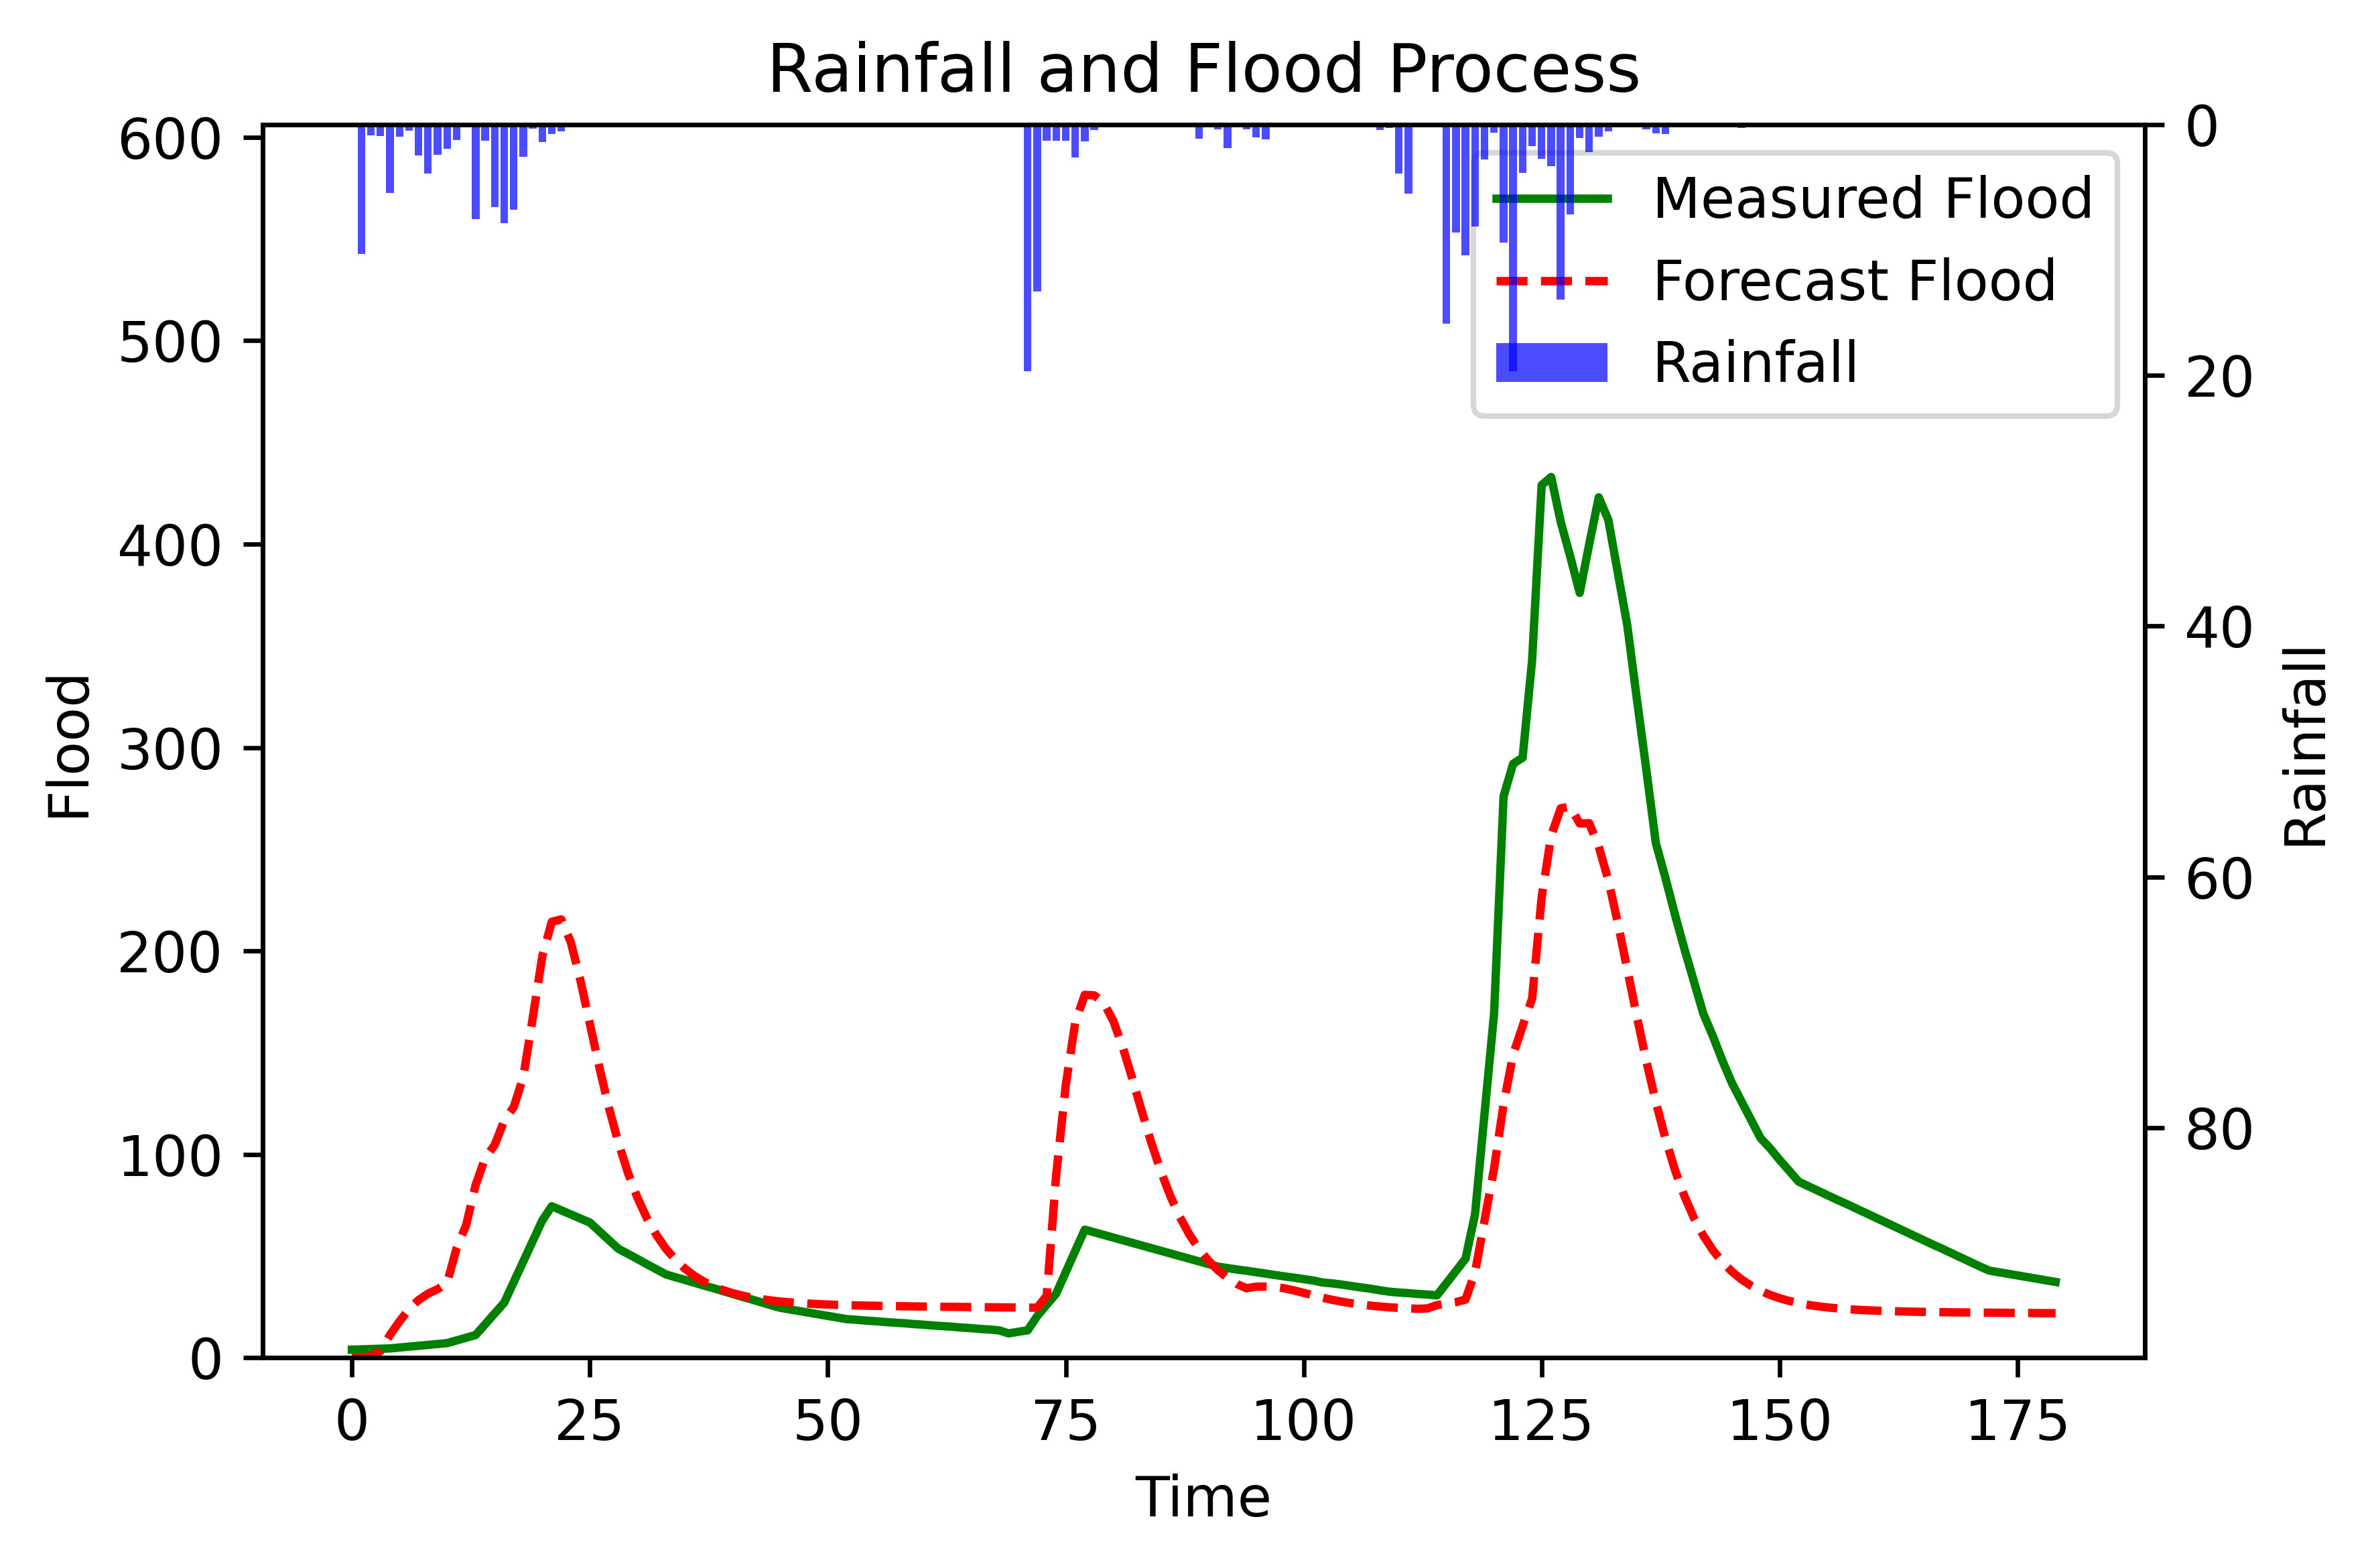 Rainfall and Flood Process
600
500
400
300
200
100
0
Flood
0
20
40
60
80
Rainfall
Measured Flood
Forecast Flood
Rainfall
0 25 50 75 100 125 150 175
Time